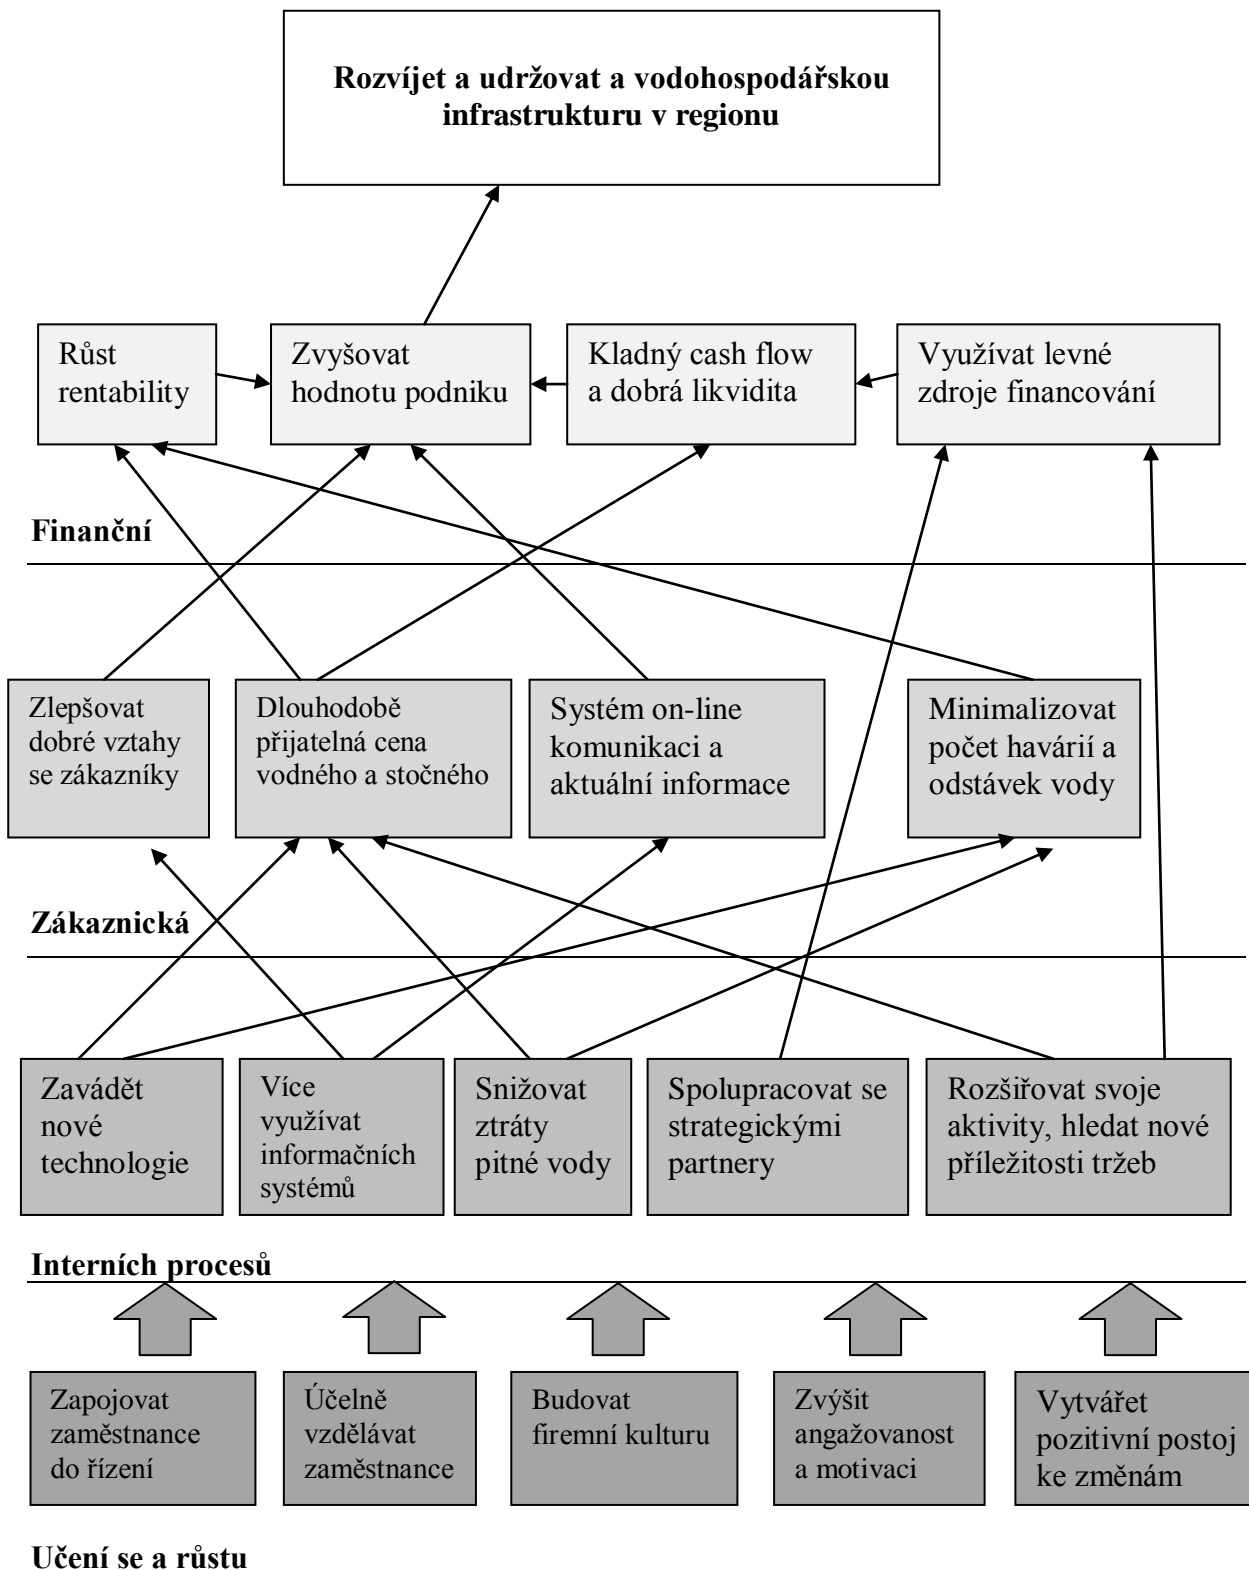 Rozvíjet a udržovat a vodohospodářskou
infrastrukturu v regionu
Růst
rentability
Zvyšovat
hodnotu podniku
Kladný cash flow
a dobrá likvidita
Využívat levné
zdroje financování
Finanční
Zlepšovat
dobré vztahy
se zákazníky
Dlouhodobě
přijatelná cena
vodného a stočného
Systém on-line
komunikaci a
aktuální informace
Minimalizovat
počet havárií a
odstávek vody
Zákaznická
Zavádět
nové
technologie
Více
využívat
informačních
systémů
Snižovat
ztráty
pitné vody
Spolupracovat se
strategickými
partnery
Rozšiřovat svoje
aktivity, hledat nové
příležitosti tržeb
Interních procesů
Zapojovat
zaměstnance
do řízení
Účelně
vzdělávat
zaměstnance
Budovat
firemní kulturu
Zvýšit
angažovanost
a motivaci
Vytvářet
pozitivní postoj
ke změnám
Učení se a růstu